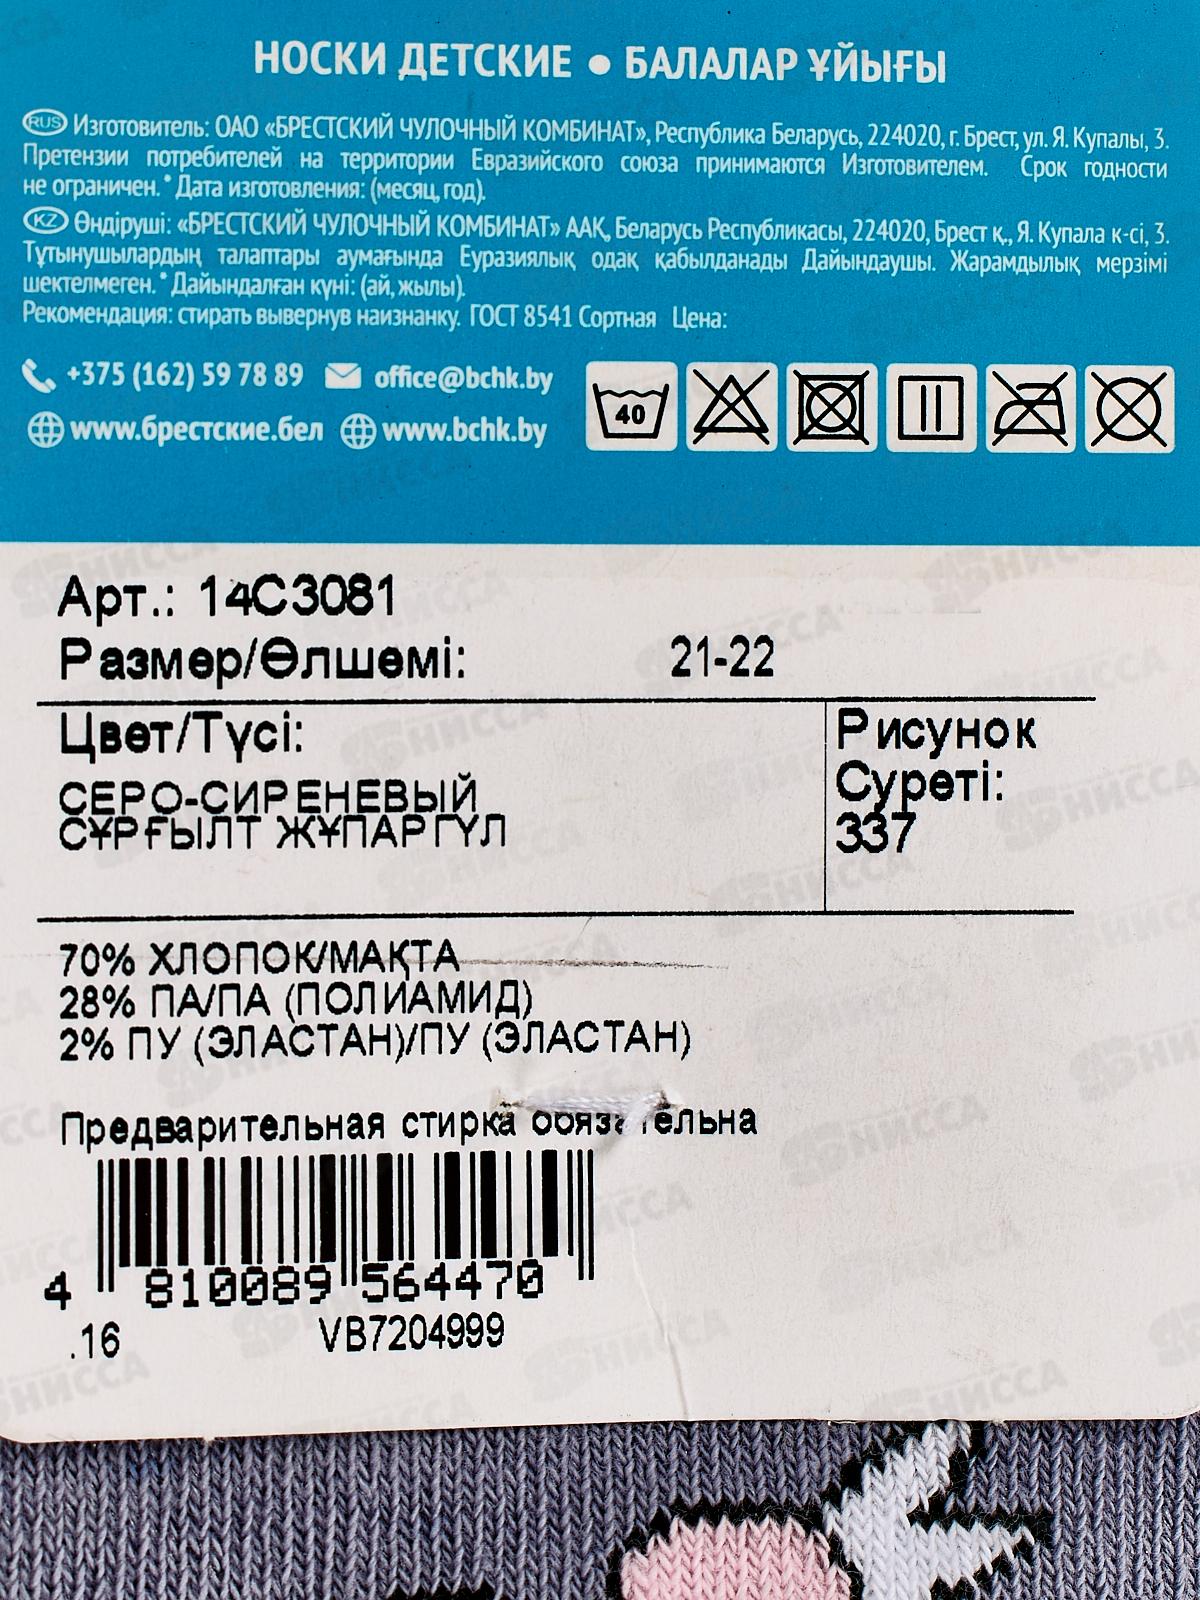 НОСКИ ДЕТСКИЕ ● БАЛАЛАР ҰЙЫҒЫ
RUS Изготовитель: ОАО «БРЕСТСКИЙ ЧУЛОЧНЫЙ КОМБИНАТ», Республика Беларусь, 224020, г. Брест, ул. Я. Купалы, 3.
Претензии потребителей на территории Евразийского союза принимаются Изготовителем. Срок годности
не ограничен. * Дата изготовления: (месяц, год).
KZ Өндіруші: «БРЕСТСКИЙ ЧУЛОЧНЫЙ КОМБИНАТ» ААҚ, Беларусь Республикасы, 224020, Брест қ., Я. Купала к-сі, 3.
Тұтынушылардың талаптары аумағында Еуразиялық одақ қабылданады Дайындаушы. Жарамдылық мерзімі
шектелмеген. * Дайындалған күні: (ай, жылы).
Рекомендация: стирать вывернув наизнанку. ГОСТ 8541 Сортная Цена:
+375 (162) 59 78 89 office@bchk.by
www.брестские.бел www.bchk.by
40
Арт.: 14С3081
Размер/Өлшемі: 21-22
Цвет/Түсі:
СЕРО-СИРЕНЕВЫЙ
СҰРҒЫЛТ ЖҰПАРГҮЛ
Рисунок
Суреті:
337
70% ХЛОПОК/МАҚТА
28% ПА/ПА (ПОЛИАМИД)
2% ПУ (ЭЛАСТАН)/ПУ (ЭЛАСТАН)
Предварительная стирка обязательна
4 810089 564470
.16 VB7204999